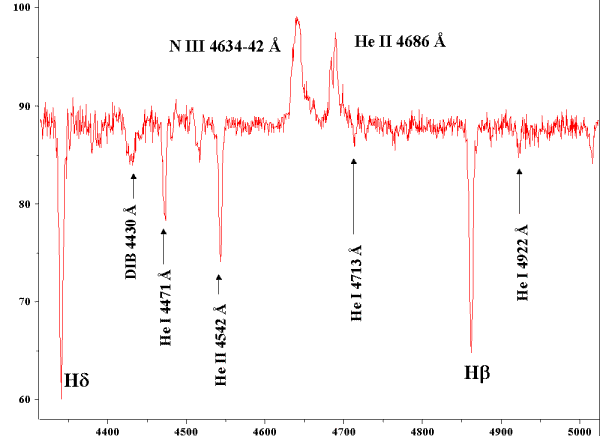 100
N III 4634-42 Å
He II 4686 Å
90
80
DIB 4430 Å
He I 4471 Å
He II 4542 Å
He I 4713 Å
He I 4922 Å
70
Hδ
Hβ
60
4400
4500
4600
4700
4800
4900
5000